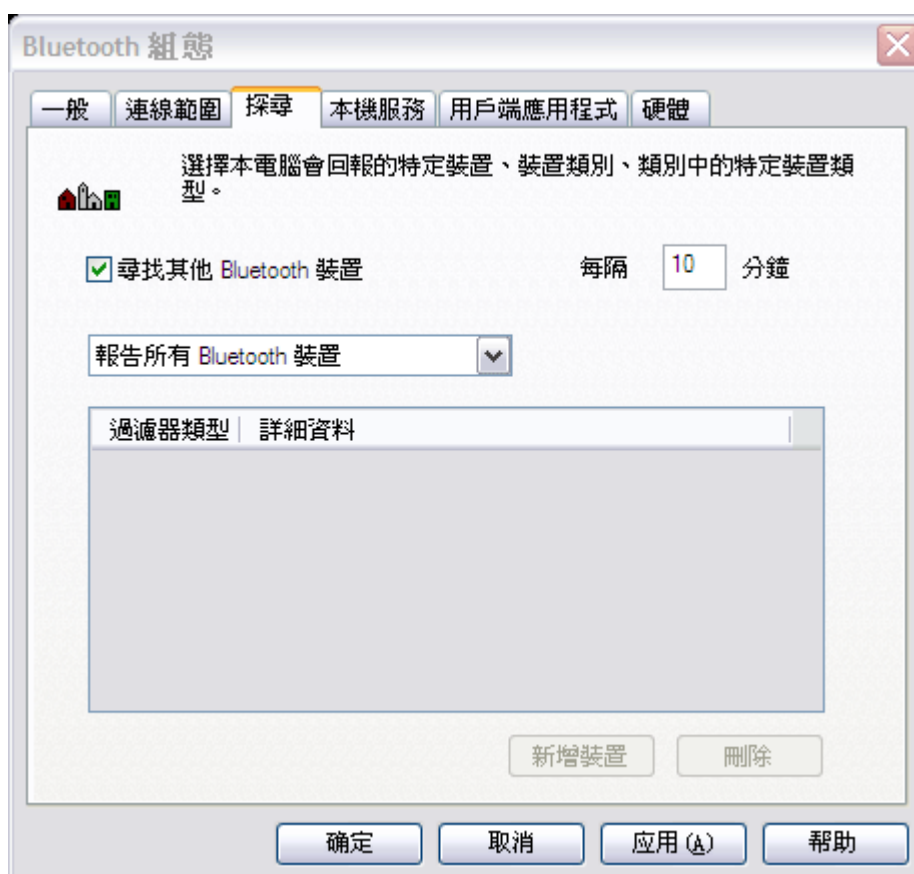 Bluetooth 組態
一般 連線範圍 探尋 本機服務 用戶端應用程式 硬體
選擇本電腦會回報的特定裝置、裝置類別、類別中的特定裝置類
型。
尋找其他 Bluetooth 裝置 每隔 10 分鐘
報告所有 Bluetooth 裝置
過濾器類型 詳細資料
新增裝置 刪除
确定 取消 应用(A) 帮助